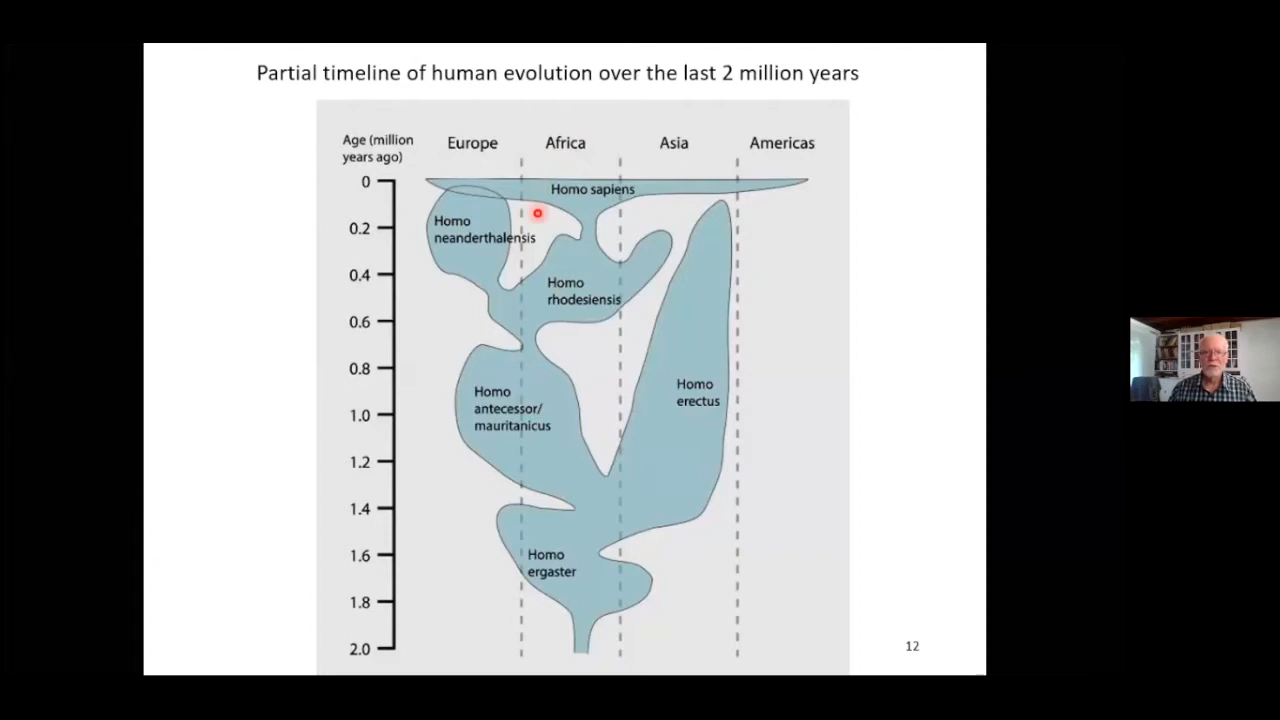 Partial timeline of human evolution over the last 2 million years
Age (million
years ago)
Europe
Africa
Asia
Americas
0
0.2
0.4
0.6
0.8
1.0
1.2
1.4
1.6
1.8
2.0
Homo sapiens
Homo
neanderthalensis
Homo
rhodesiensis
Homo
erectus
Homo
antecessor/
mauritanicus
Homo
ergaster
12